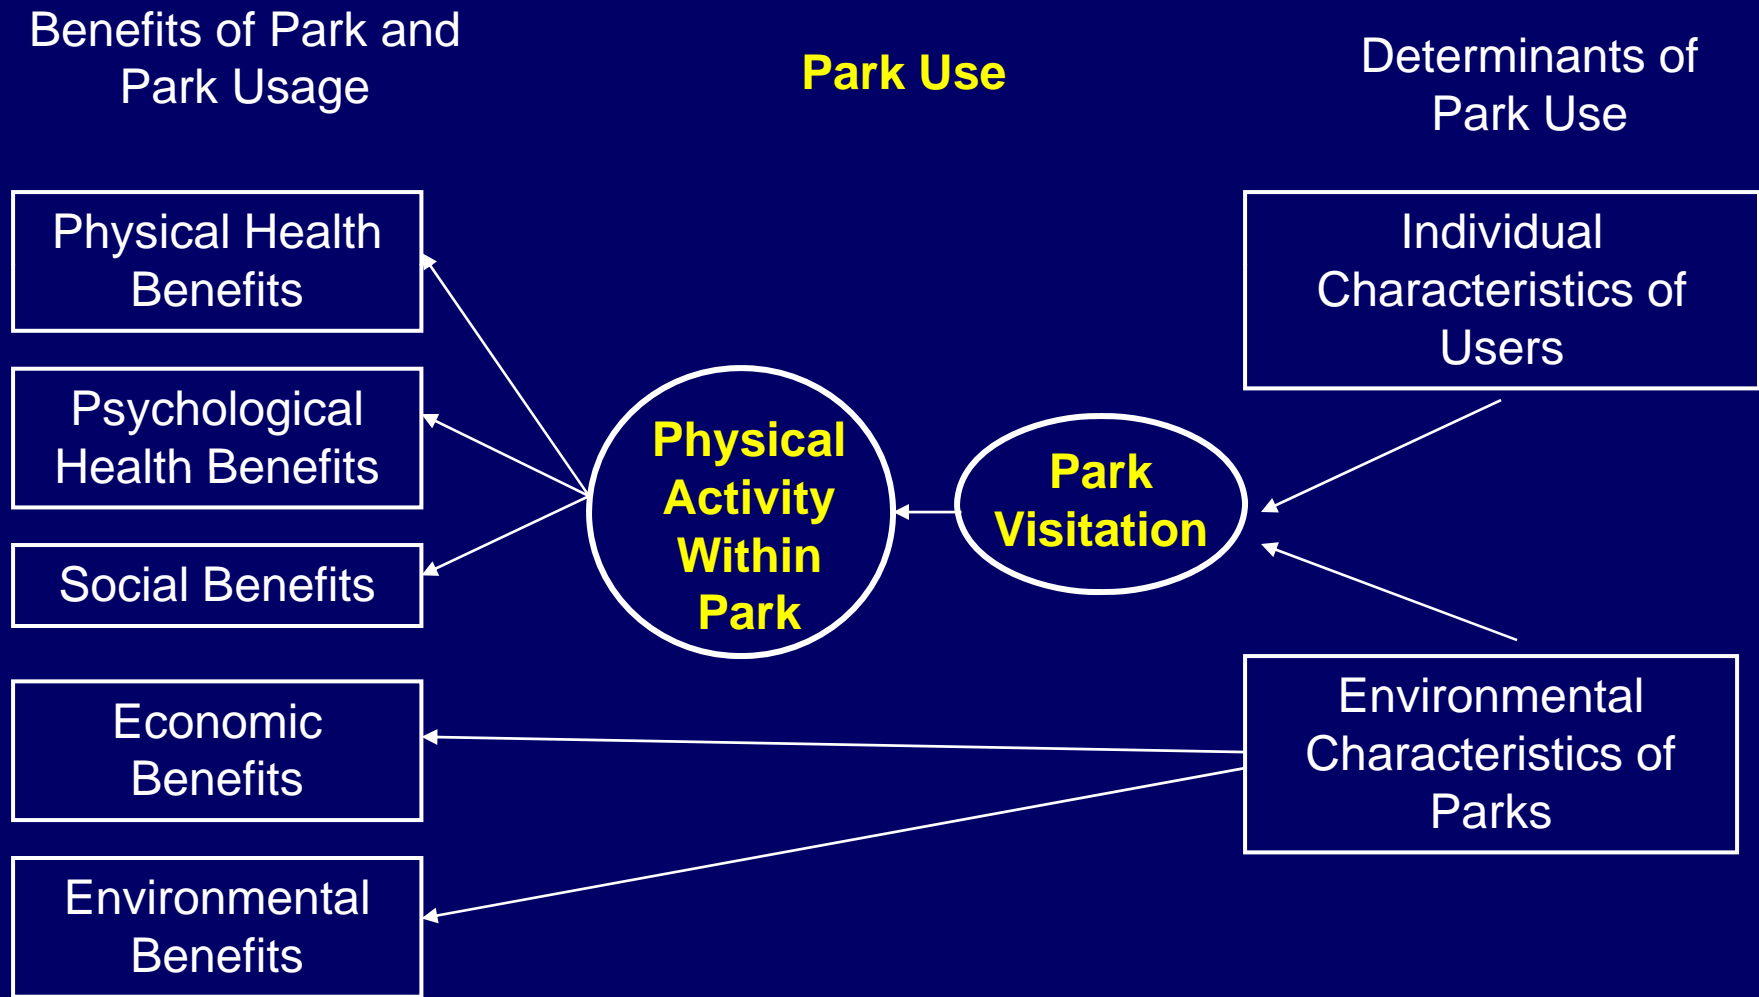 Benefits of Park and
Park Usage
Park Use
Determinants of
Park Use
Physical Health
Benefits
Psychological
Health Benefits
Social Benefits
Economic
Benefits
Environmental
Benefits
Physical
Activity
Within
Park
Park
Visitation
Individual
Characteristics of
Users
Environmental
Characteristics of
Parks